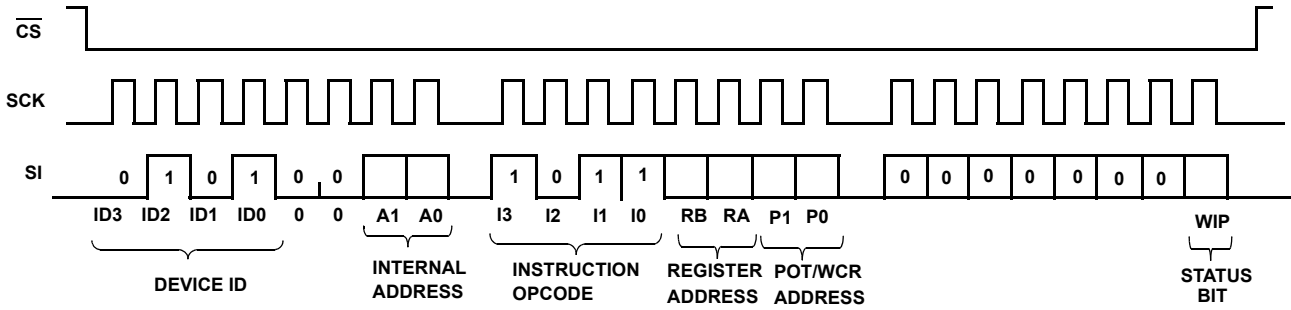 CS
SCK
SI
0 1 0 1 0 0 1 0 1 1 0 0 0 0 0 0 0
ID3 ID2 ID1 ID0 0 0 A1 A0 I3 I2 I1 I0 RB RA P1 P0 WIP
DEVICE ID
INTERNAL
ADDRESS
INSTRUCTION
OPCODE
REGISTER
ADDRESS
POT/WCR
ADDRESS
STATUS
BIT